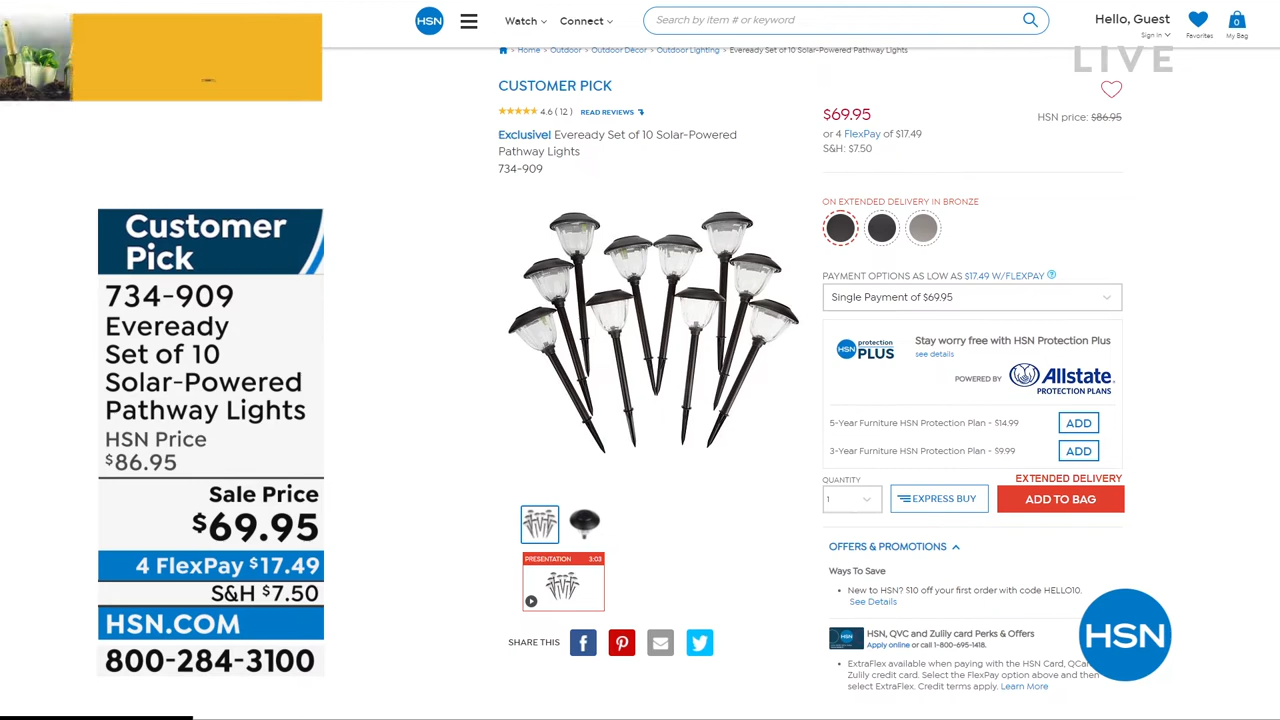 HSN
Watch
Connect
Search by item # or keyword
Hello, Guest
Sign in
Favorites
0
My Bag
LIVE
> Home > Outdoor > Outdoor Décor > Outdoor Lighting > Eveready Set of 10 Solar-Powered Pathway Lights
CUSTOMER PICK
4.6 ( 12 ) READ REVIEWS
Exclusive! Eveready Set of 10 Solar-Powered
Pathway Lights
734-909
$69.95
HSN price: $86.95
or 4 FlexPay of $17.49
S&H: $7.50
ON EXTENDED DELIVERY IN BRONZE
PAYMENT OPTIONS AS LOW AS $17.49 W/FLEXPAY ?
Single Payment of $69.95
HSN protection PLUS
Stay worry free with HSN Protection Plus
see details
POWERED BY Allstate.
PROTECTION PLANS
5-Year Furniture HSN Protection Plan - $14.99
ADD
3-Year Furniture HSN Protection Plan - $9.99
ADD
EXTENDED DELIVERY
QUANTITY
1
EXPRESS BUY
ADD TO BAG
OFFERS & PROMOTIONS
Ways To Save
• New to HSN? $10 off your first order with code HELLO10.
See Details
HSN, QVC and Zulily card Perks & Offers
Apply online or call 1-800-695-1418.
• ExtraFlex available when paying with the HSN Card, QCard
Zulily credit card. Select the FlexPay option above and then
select ExtraFlex. Credit terms apply. Learn More
HSN
PRESENTATION 3:03
SHARE THIS
Customer
Pick
734-909
Eveready
Set of 10
Solar-Powered
Pathway Lights
HSN Price
$86.95
Sale Price
$69.95
4 FlexPay $17.49
S&H $7.50
HSN.COM
800-284-3100